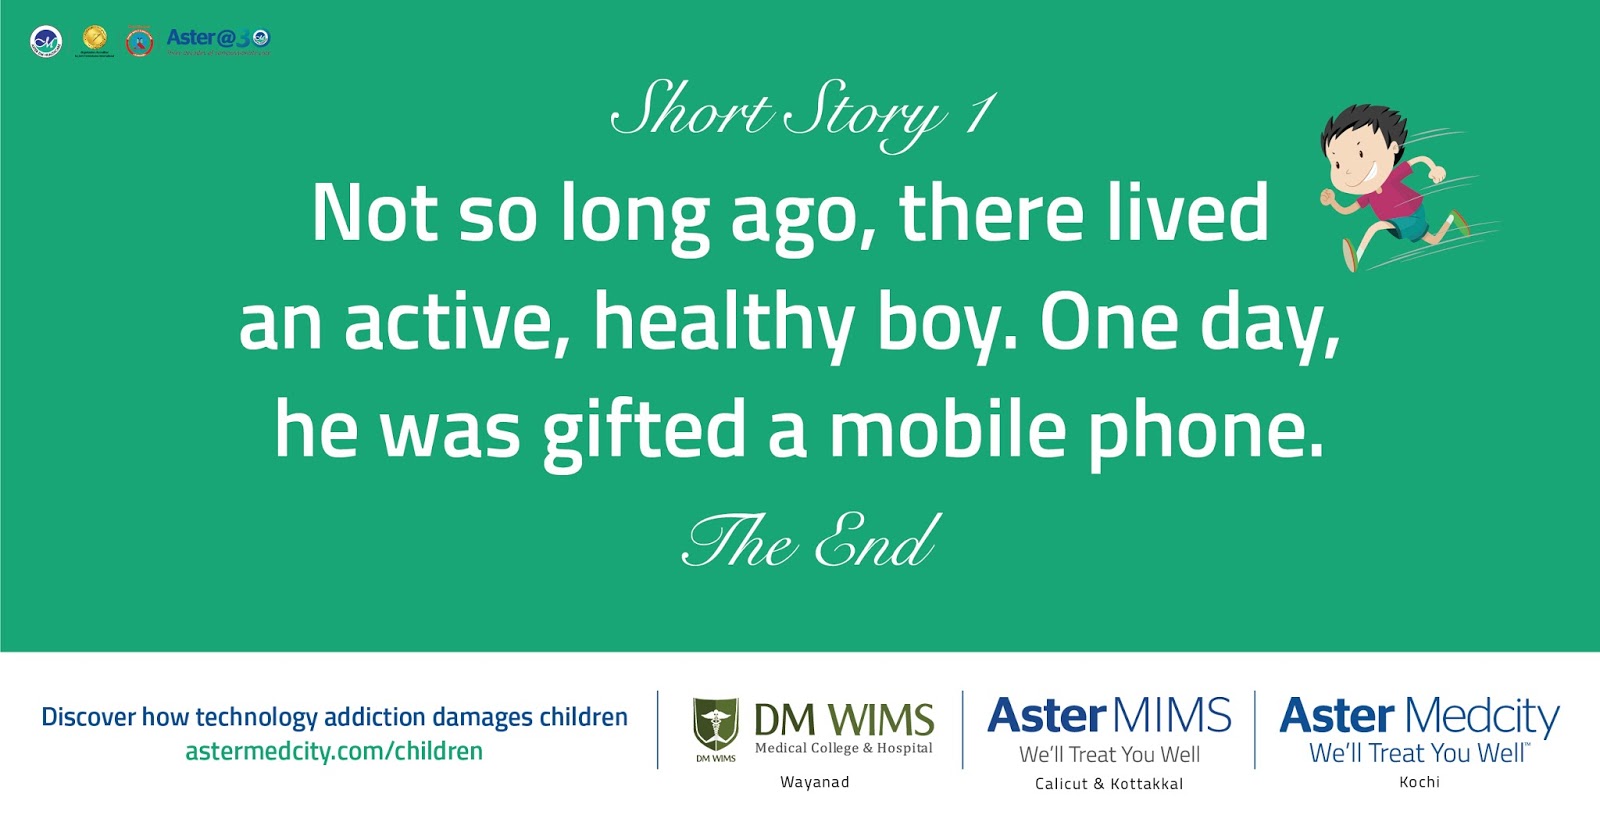 Aster@30
Short Story 1
Not so long ago, there lived
an active, healthy boy. One day,
he was gifted a mobile phone.
The End
Discover how technology addiction damages children
astermedcity.com/children
DM WIMS
DM WIMS
Medical College & Hospital
Wayanad
Aster MIMS
We'll Treat You Well
Calicut & Kottakkal
Aster Medcity
We'll Treat You Well™
Kochi